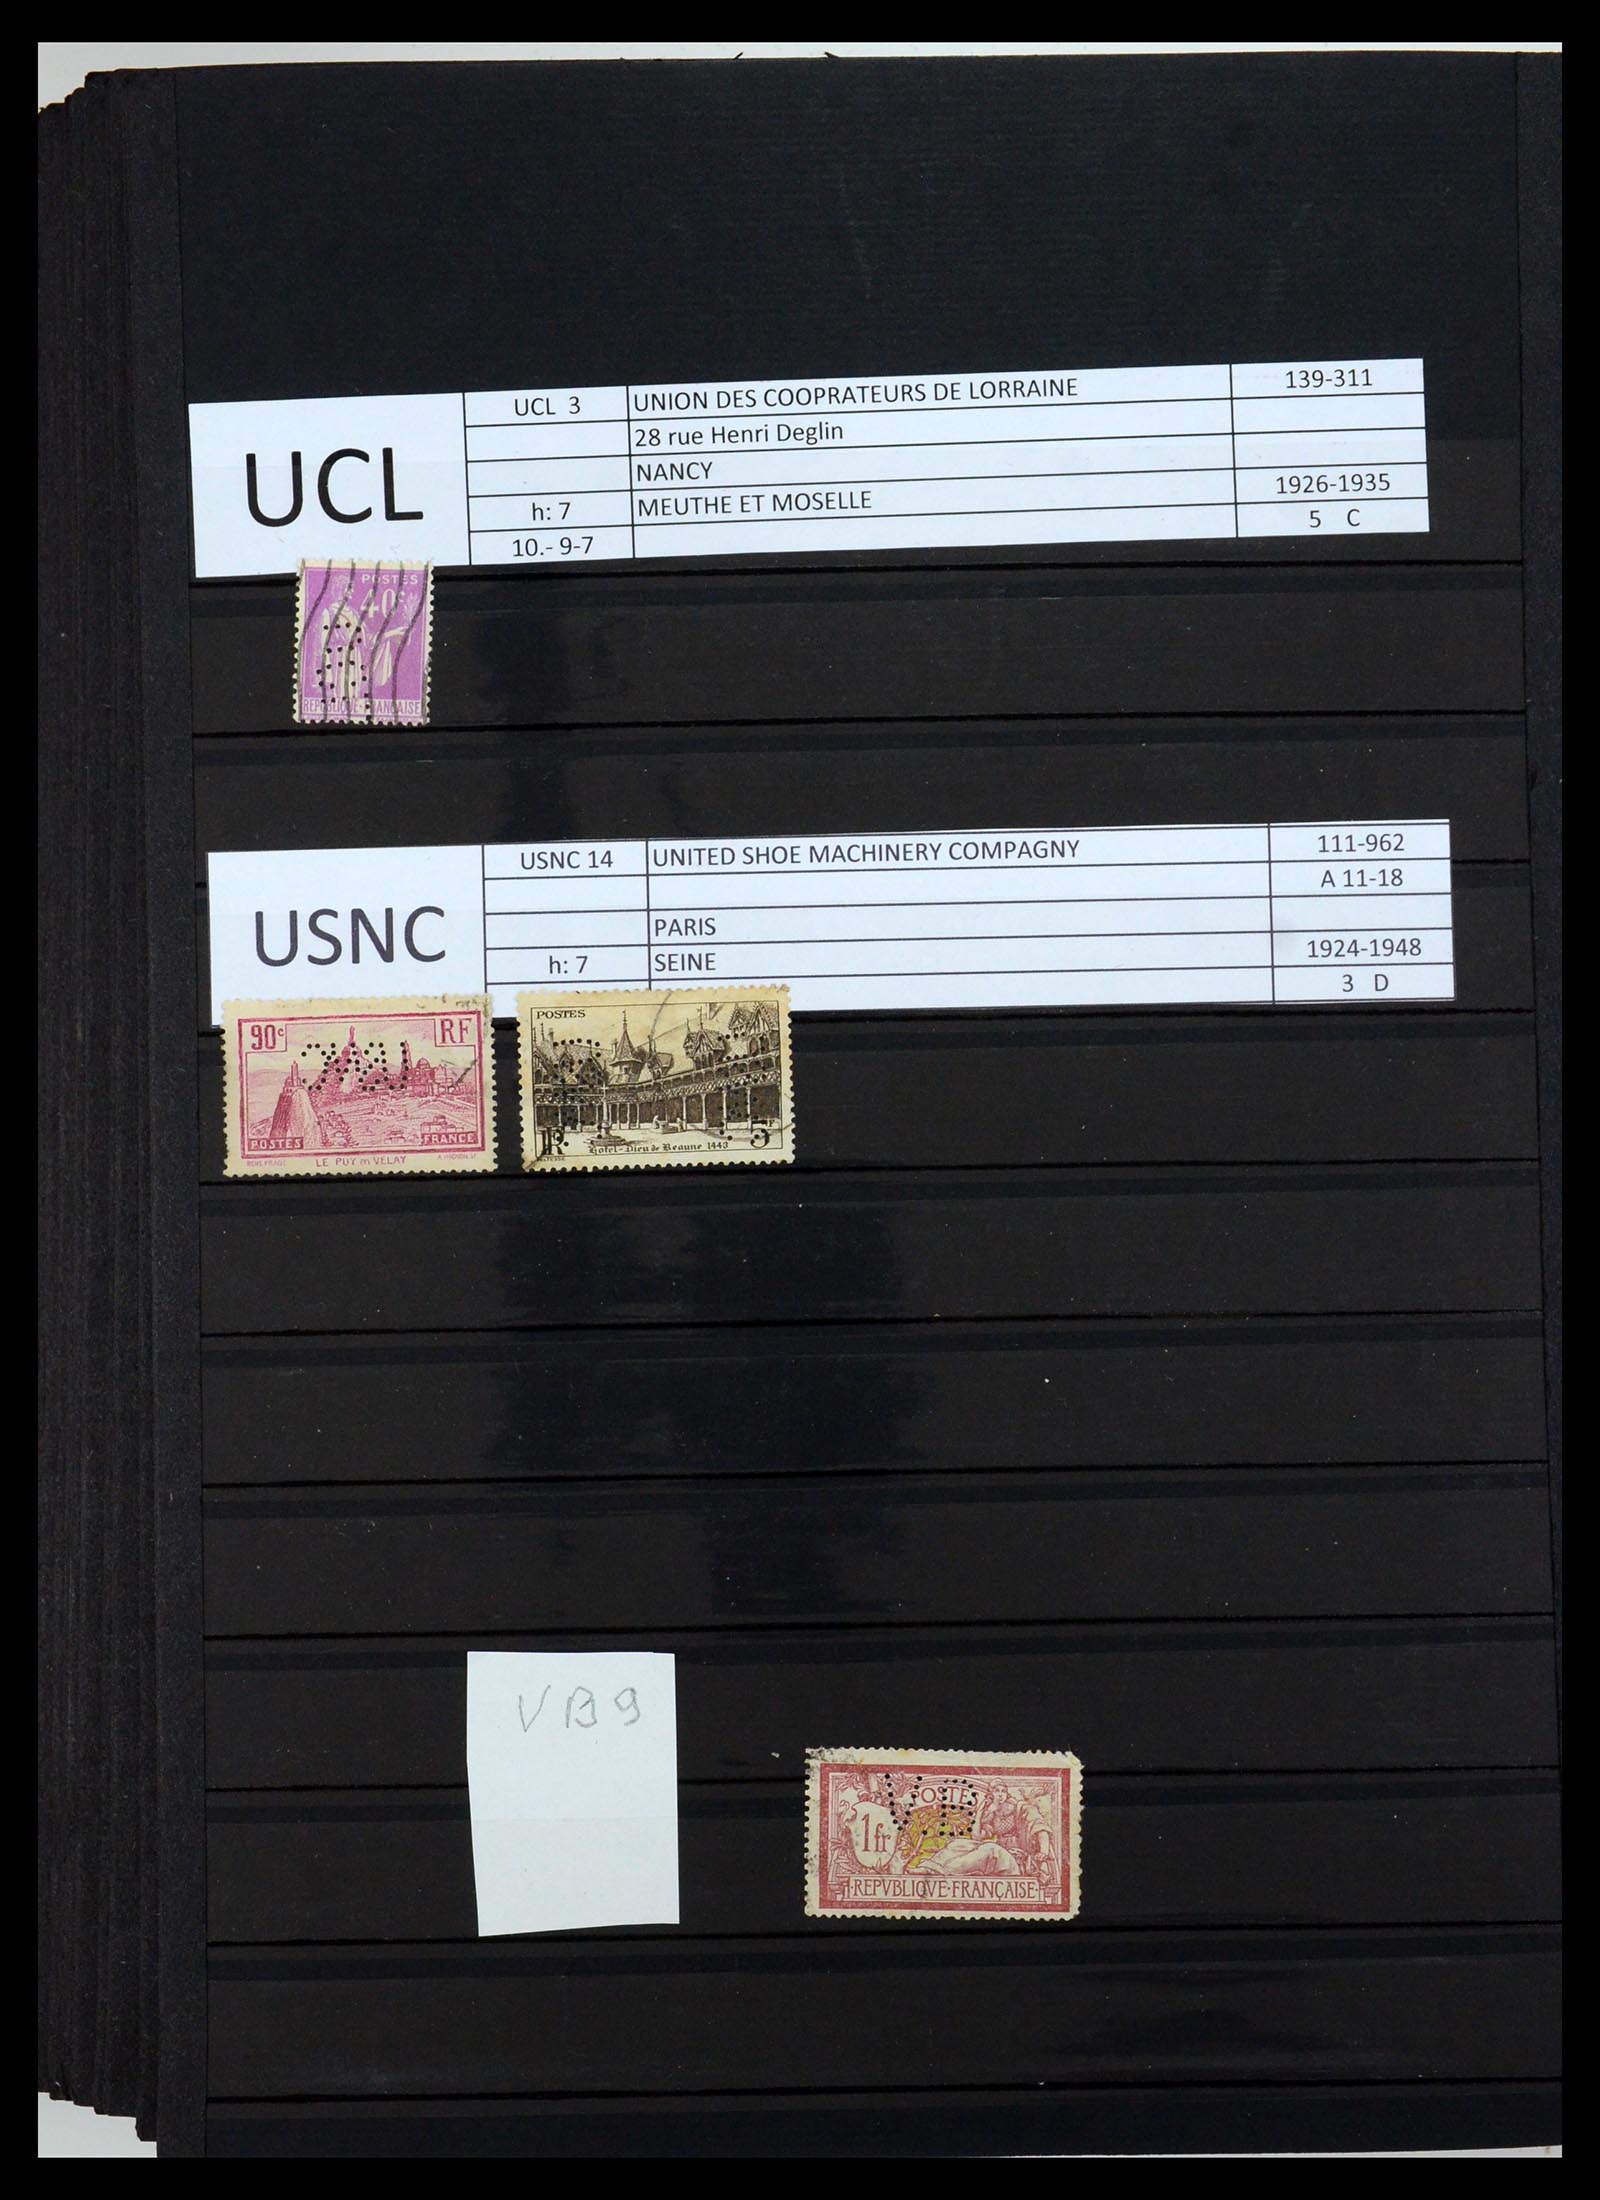 UCL
UCL 3 UNION DES COOPRATEURS DE LORRAINE 139-311
28 rue Henri Deglin
NANCY
h: 7 MEUTHE ET MOSELLE 1926-1935
10.- 9-7 5 C
POSTES
40c
REPUBLIQUE FRANÇAISE
USNC
USNC 14 UNITED SHOE MACHINERY COMPAGNY 111-962
A 11-18
PARIS
h: 7 SEINE 1924-1948
3 D
90c RF
POSTES FRANCE
LE PUY en VELAY
POSTES
Hotel-Dieu de Beaune 1443
5F
VB9
V.B
POSTES
1fr
REPVBLIQVE·FRANÇAISE